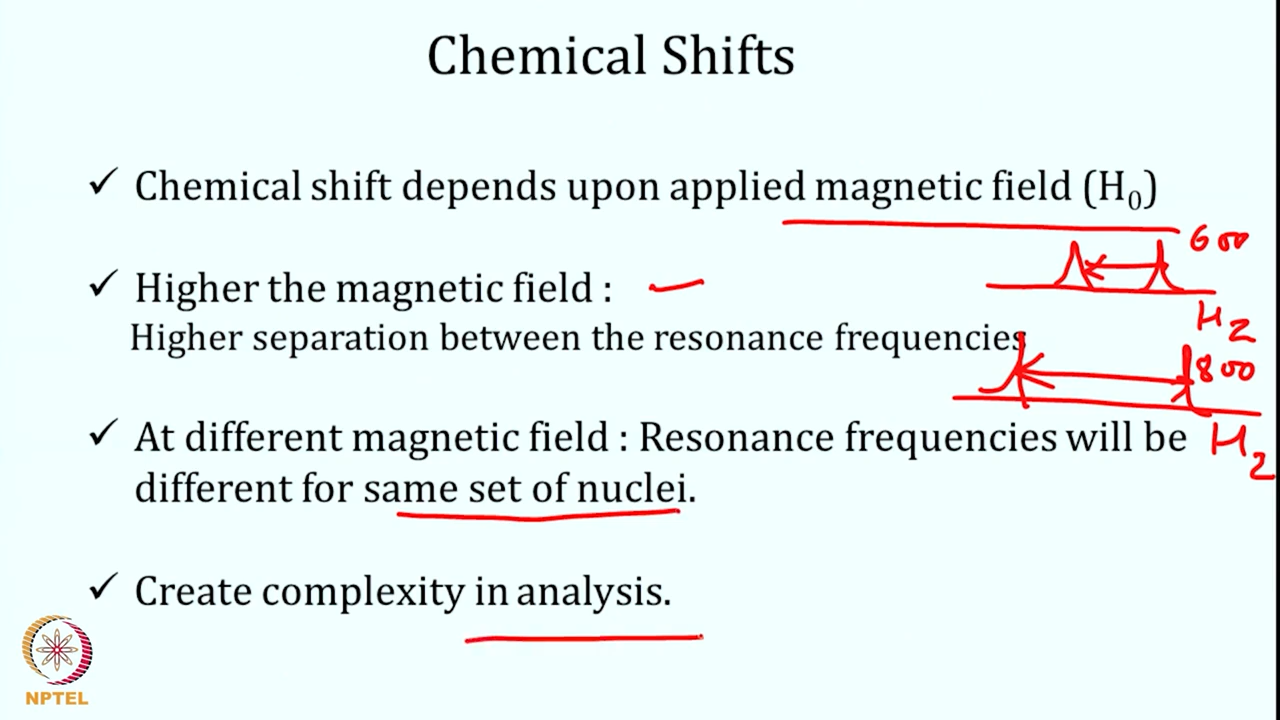 Chemical Shifts
✓ Chemical shift depends upon applied magnetic field (H₀)
600
✓ Higher the magnetic field :
Hz
Higher separation between the resonance frequencies
800
✓ At different magnetic field : Resonance frequencies will be
Hz
different for same set of nuclei.
✓ Create complexity in analysis.
NPTEL